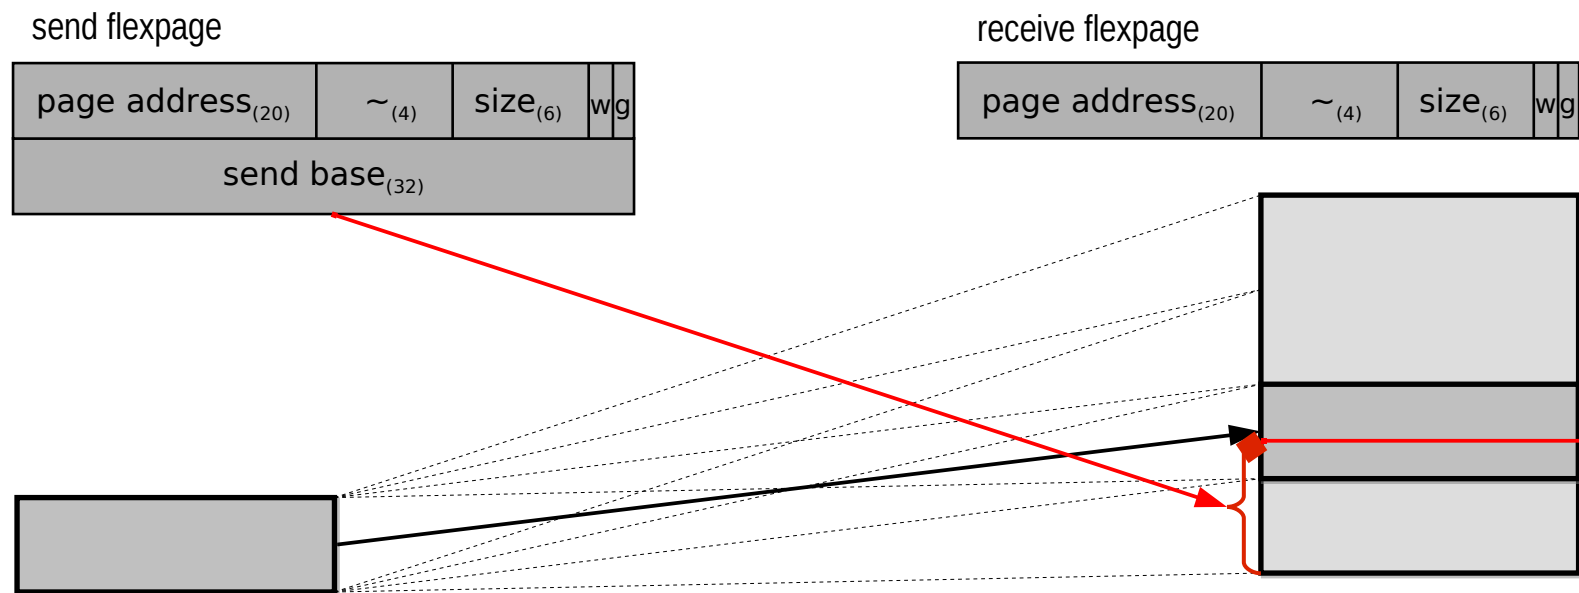 send flexpage
receive flexpage
page address(20) ~(4) size(6) w g
page address(20) ~(4) size(6) w g
send base(32)